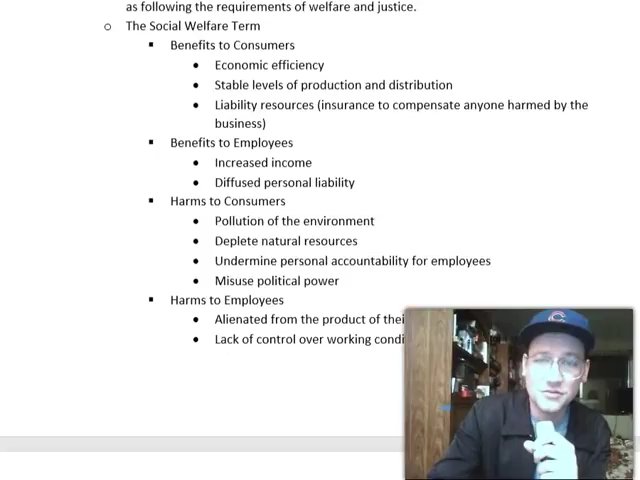 as following the requirements of welfare and justice.
o The Social Welfare Term
▪ Benefits to Consumers
• Economic efficiency
• Stable levels of production and distribution
• Liability resources (insurance to compensate anyone harmed by the
business)
▪ Benefits to Employees
• Increased income
• Diffused personal liability
▪ Harms to Consumers
• Pollution of the environment
• Deplete natural resources
• Undermine personal accountability for employees
• Misuse political power
▪ Harms to Employees
• Alienated from the product of
• Lack of control over working